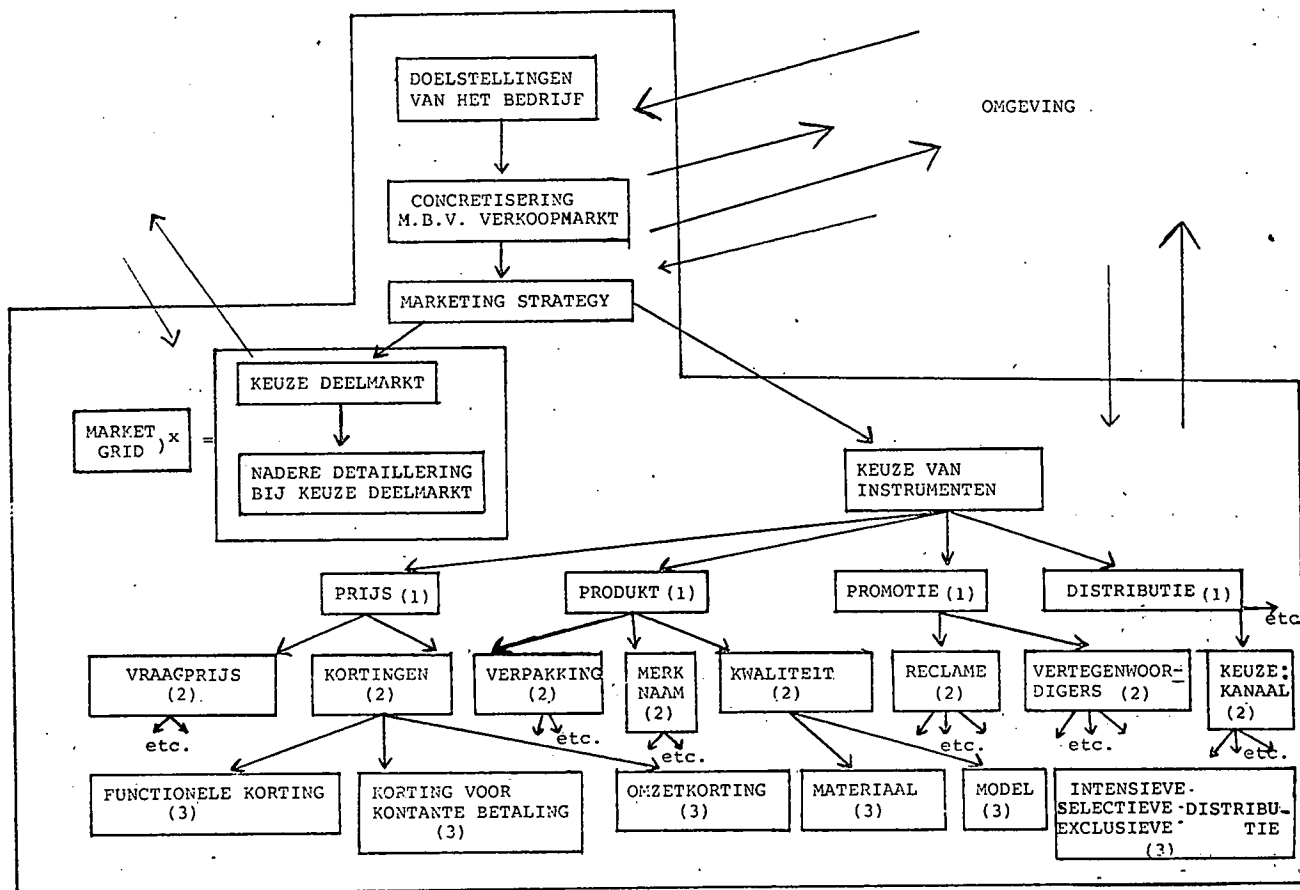 DOELSTELLINGEN
VAN HET BEDRIJF
OMGEVING
CONCRETISERING
M.B.V. VERKOOPMARKT
MARKETING STRATEGY
KEUZE DEELMARKT
MARKET
GRID )x =
NADERE DETAILLERING
BIJ KEUZE DEELMARKT
KEUZE VAN
INSTRUMENTEN
PRIJS (1)
PRODUKT (1)
PROMOTIE (1)
DISTRIBUTIE (1)
etc
VRAAGPRIJS
(2)
etc.
KORTINGEN
(2)
VERPAKKING
(2)
etc.
MERK
NAAM
(2)
etc.
KWALITEIT
(2)
RECLAME
(2)
etc.
VERTEGENWOOR-
DIGERS (2)
etc.
KEUZE:
KANAAL
(2)
etc.
FUNCTIONELE KORTING
(3)
KORTING VOOR
KONTANTE BETALING
(3)
OMZETKORTING
(3)
MATERIAAL
(3)
MODEL
(3)
INTENSIEVE-
SELECTIEVE-DISTRIBU-
EXCLUSIEVE- TIE
(3)